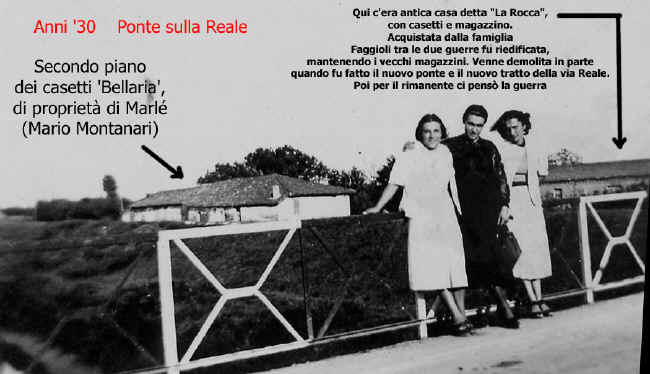 Anni '30 Ponte sulla Reale
Qui c'era antica casa detta "La Rocca",
con casetti e magazzino.
Acquistata dalla famiglia
Faggioli tra le due guerre fu riedificata,
mantenendo i vecchi magazzini. Venne demolita in parte
quando fu fatto il nuovo ponte e il nuovo tratto della via Reale.
Poi per il rimanente ci pensò la guerra
Secondo piano
dei casetti 'Bellaria',
di proprietà di Marlé
(Mario Montanari)